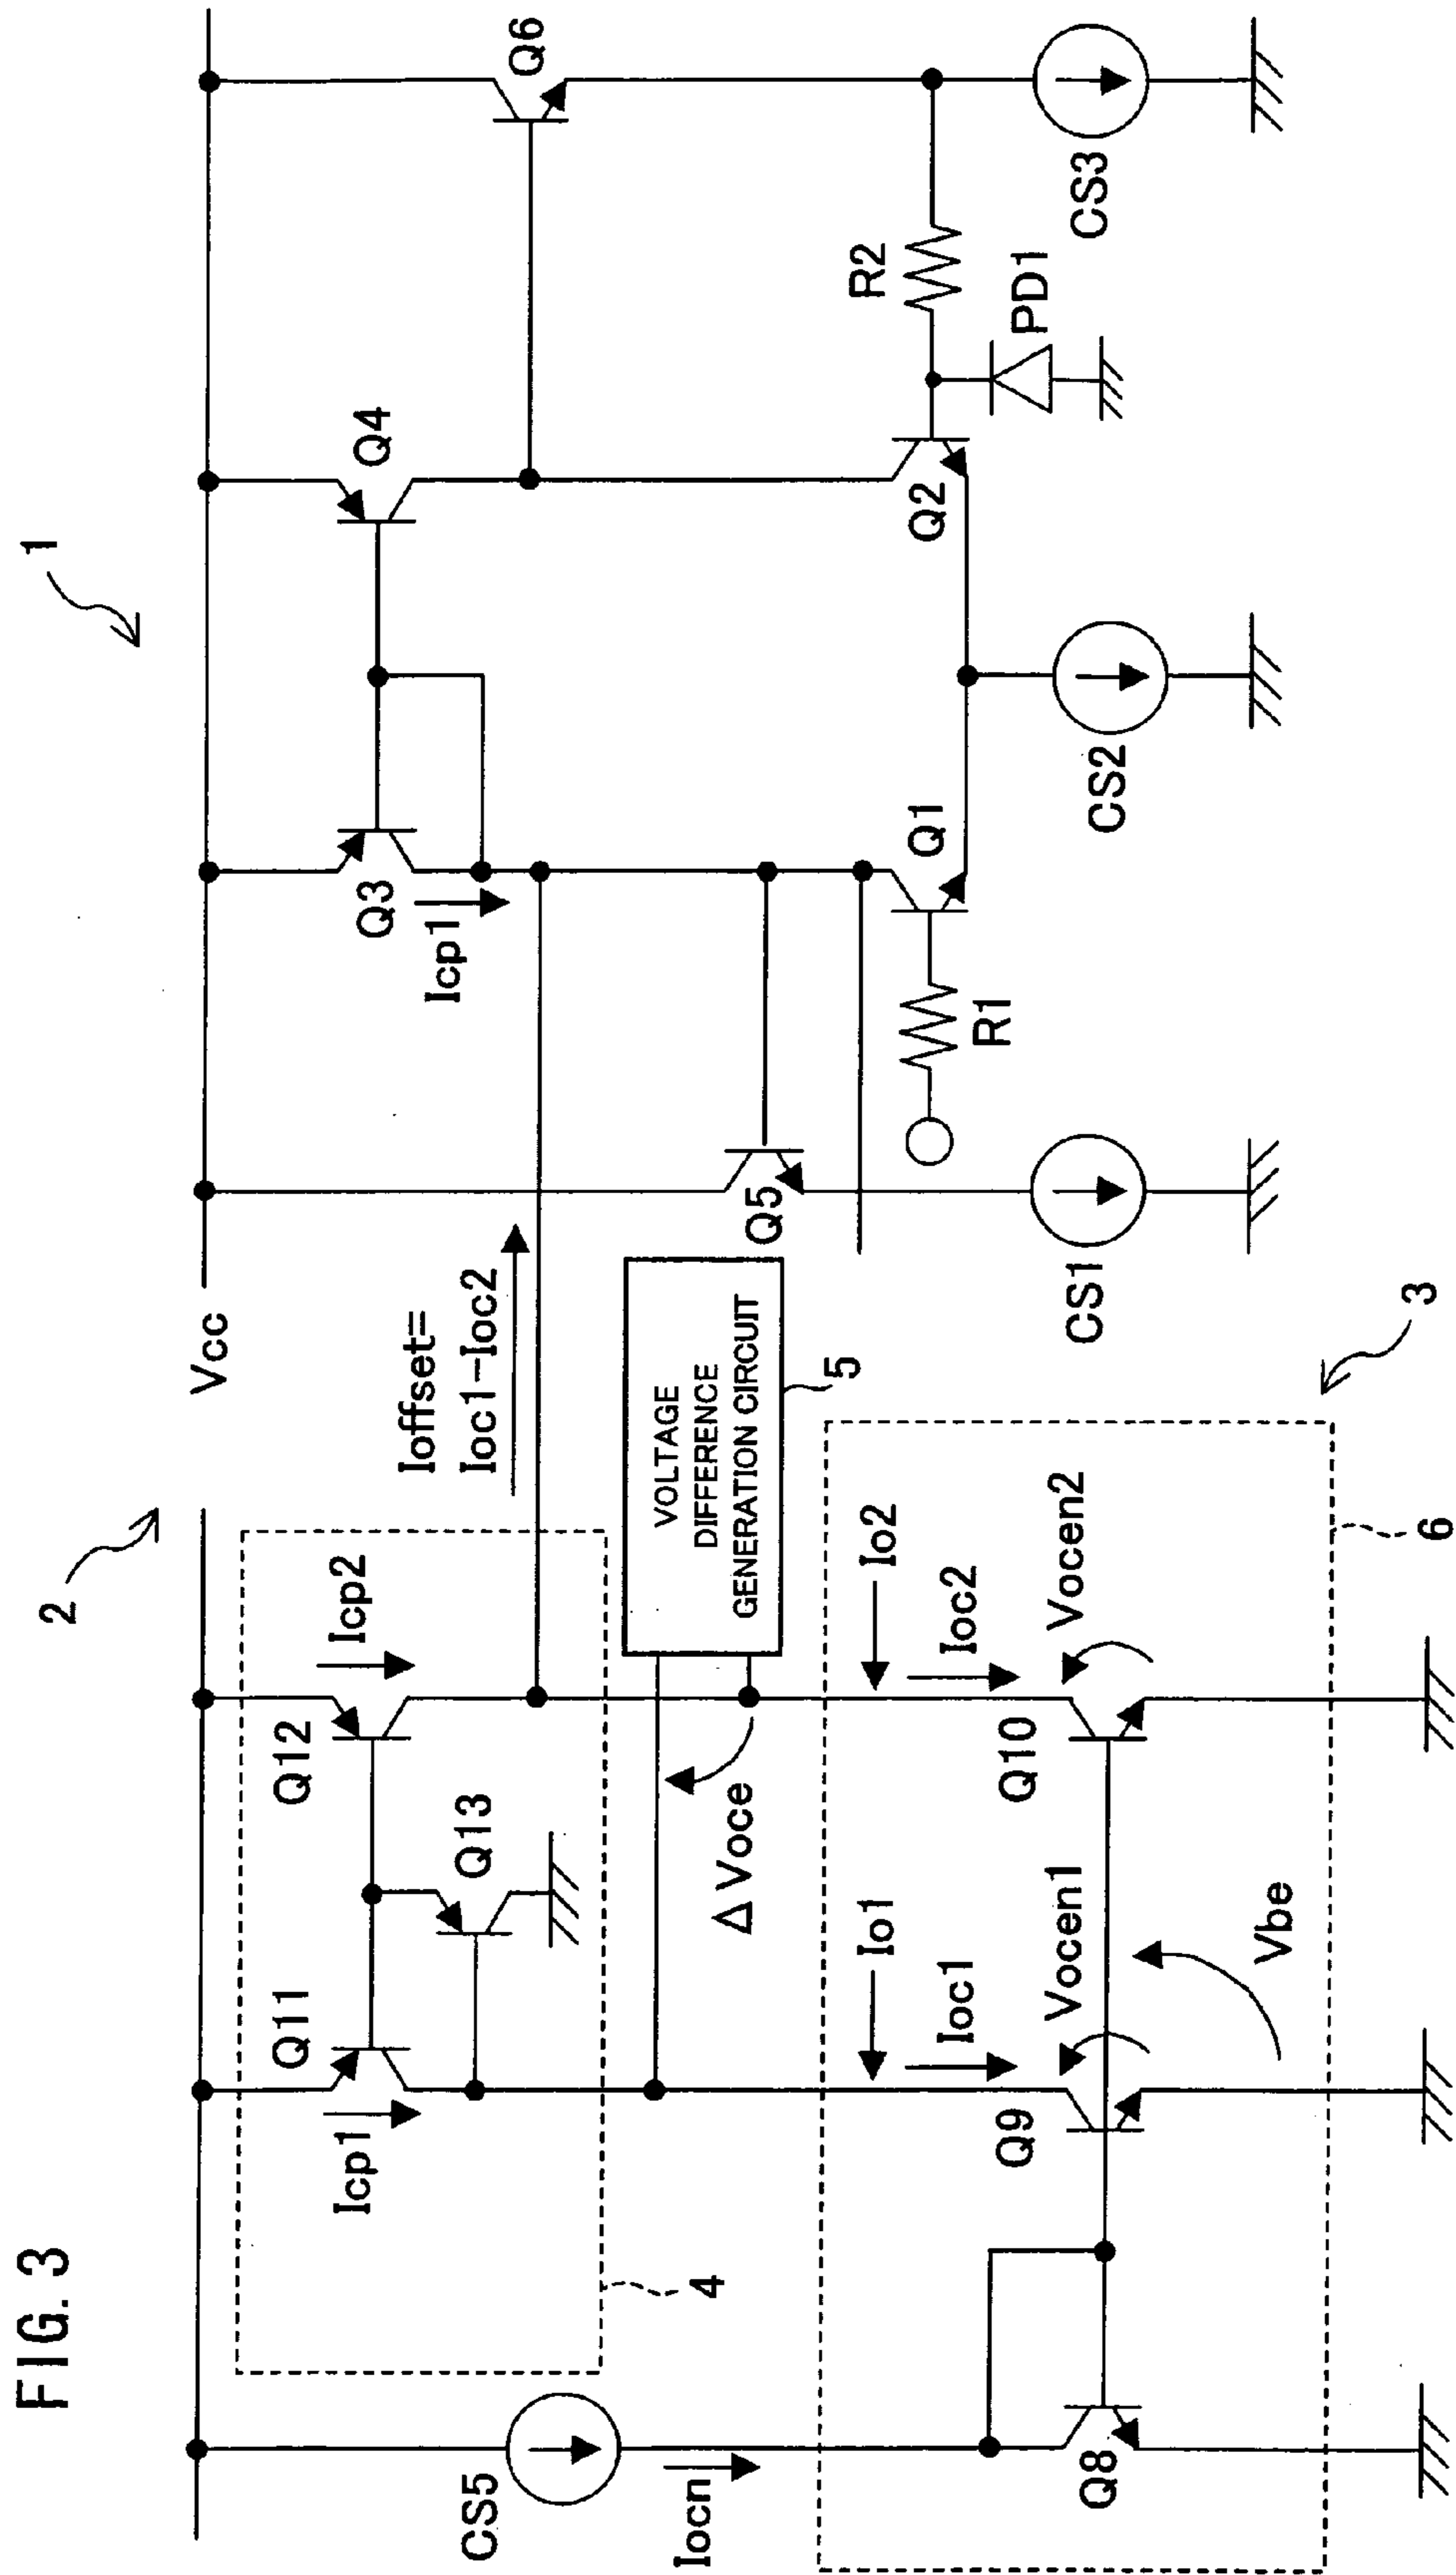 FIG. 3
1
2
Vcc
Q3
Q4
Q6
Icp1
Q11
Q12
Icp1
Icp2
Q13
4
Ioffset=
Ioc1-Ioc2
CS5
Iocn
ΔVoce
VOLTAGE
DIFFERENCE
GENERATION CIRCUIT
5
Q5
R1
Q1
Q2
R2
PD1
CS1
CS2
CS3
3
Io1
Ioc1
Io2
Ioc2
Q8
Q9
Vocen1
Q10
Vocen2
Vbe
6